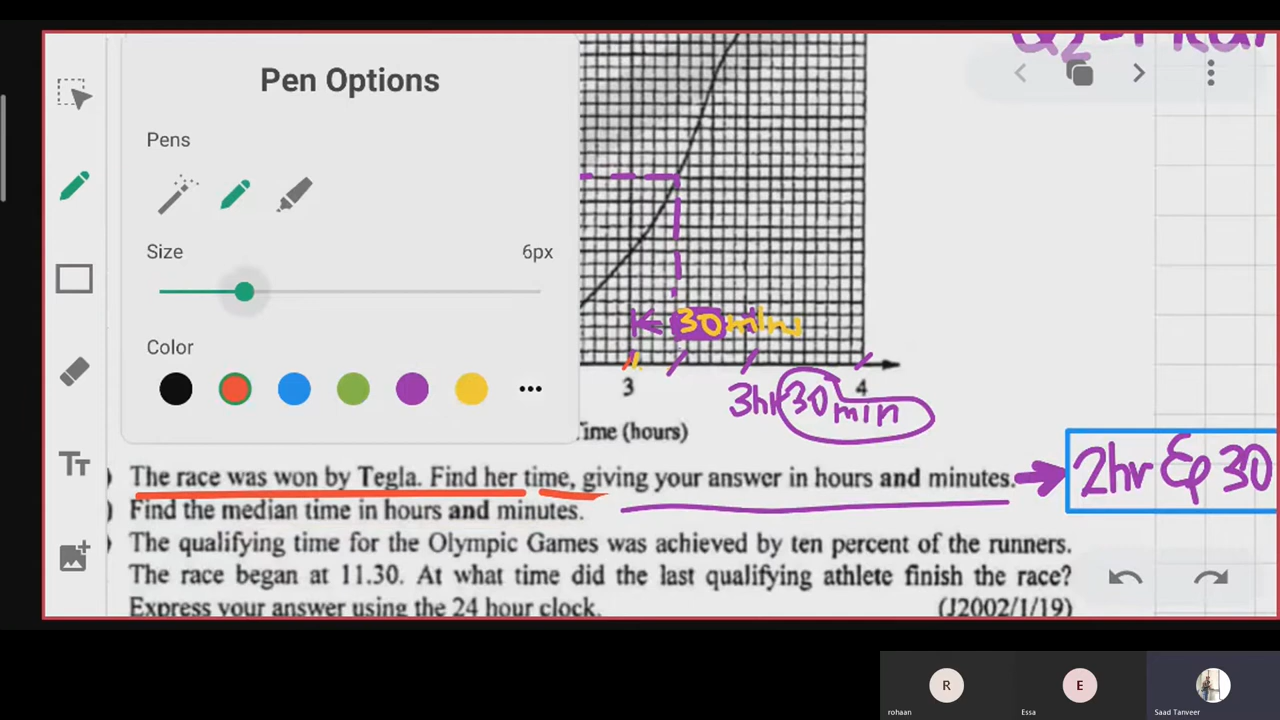 Pen Options
Pens
Size 6px
Color
30 mins
3 4
3hr 30 min
Time (hours)
The race was won by Tegla. Find her time, giving your answer in hours and minutes.
2hr & 30
Find the median time in hours and minutes.
The qualifying time for the Olympic Games was achieved by ten percent of the runners.
The race began at 11.30. At what time did the last qualifying athlete finish the race?
Express your answer using the 24 hour clock. (J2002/1/19)
Tt
R E
rohaan Essa Saad Tanveer